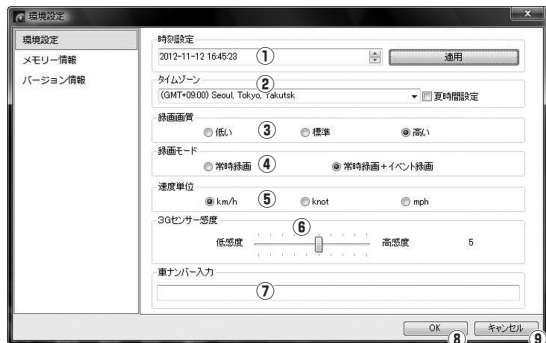 環境設定
環境設定
メモリー情報
バージョン情報
時刻設定
2012-11-12 16:45:23 ① 適用
タイムゾーン
②
(GMT+09:00) Seoul, Tokyo, Yakutsk 夏時間設定
録画画質
低い ③ 標準 高い
録画モード
常時録画 ④ 常時録画+イベント録画
速度単位
km/h ⑤ knot mph
3Gセンサー感度
⑥
低感度 高感度 5
車ナンバー入力
⑦
OK キャンセル
⑧ ⑨